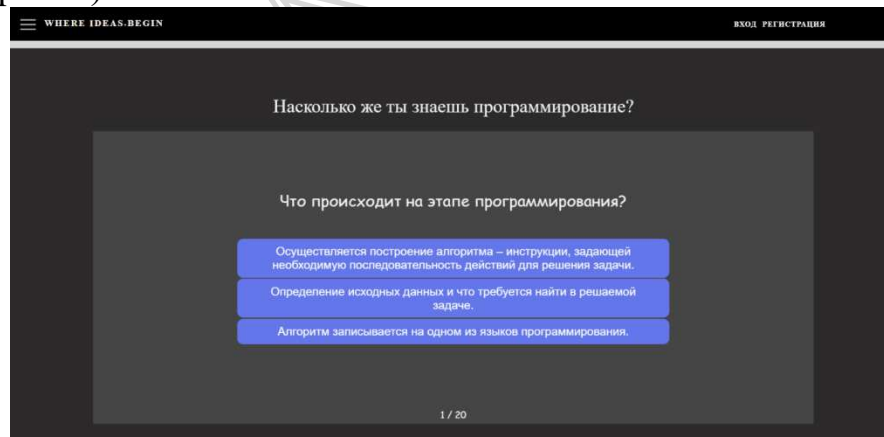 WHERE IDEAS-BEGIN
ВХОД РЕГИСТРАЦИЯ
Насколько же ты знаешь программирование?
Что происходит на этапе программирования?
Осуществляется построение алгоритма – инструкции, задающей
необходимую последовательность действий для решения задачи.
Определение исходных данных и что требуется найти в решаемой
задаче.
Алгоритм записывается на одном из языков программирования.
1 / 20